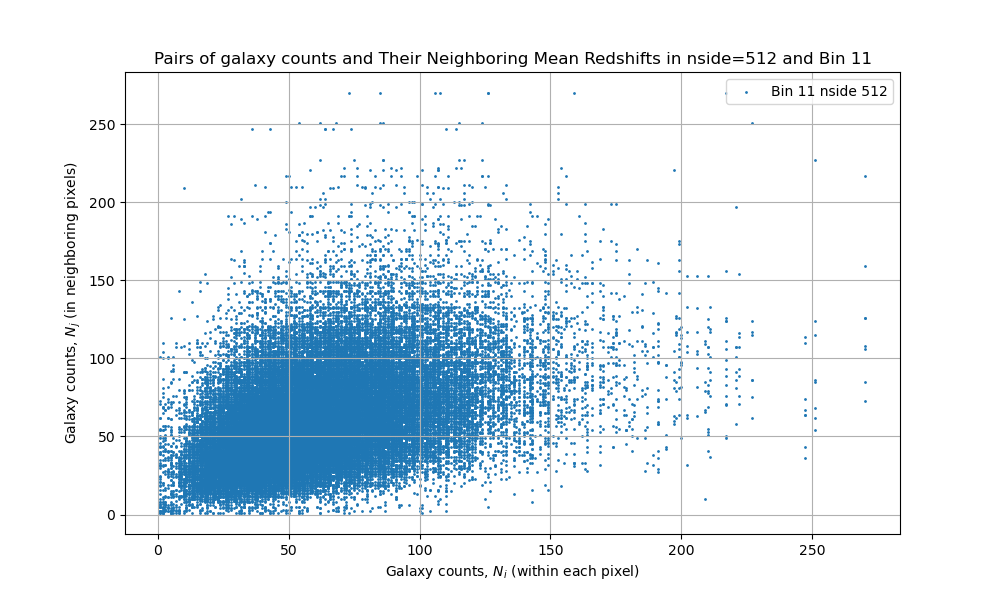 Pairs of galaxy counts and Their Neighboring Mean Redshifts in nside=512 and Bin 11
Bin 11 nside 512
250
200
150
100
50
0
Galaxy counts, N_j (in neighboring pixels)
0 50 100 150 200 250
Galaxy counts, N_i (within each pixel)